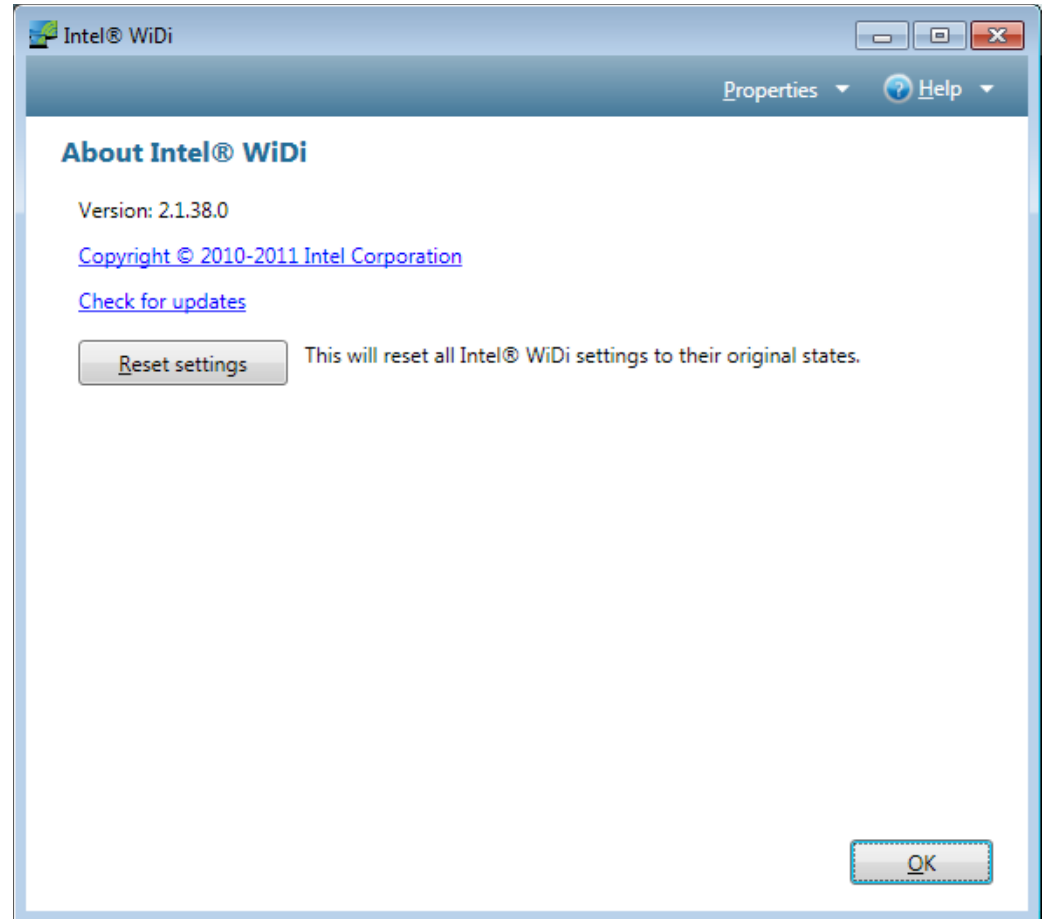 Intel® WiDi
Properties
Help
About Intel® WiDi
Version: 2.1.38.0
Copyright © 2010-2011 Intel Corporation
Check for updates
Reset settings This will reset all Intel® WiDi settings to their original states.
OK